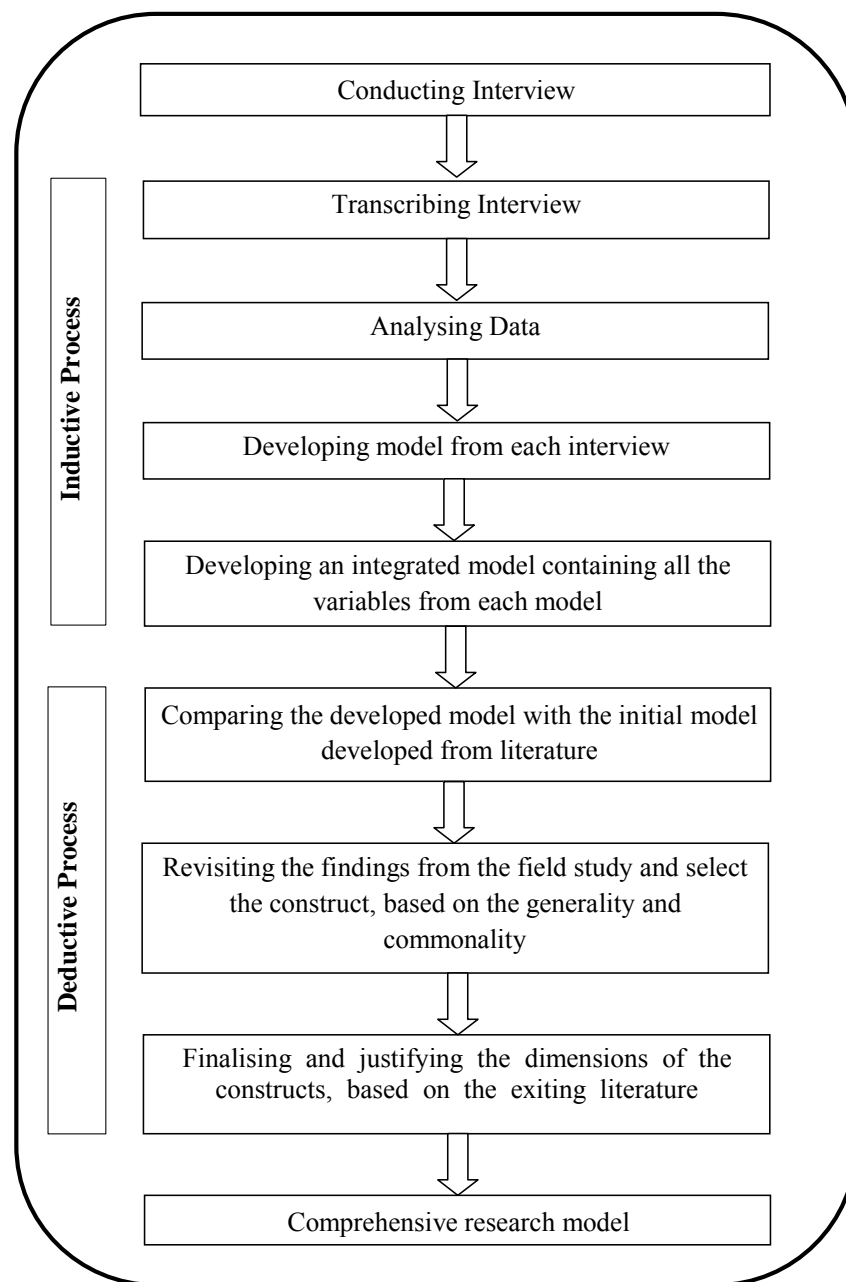 Conducting Interview
Transcribing Interview
Analysing Data
Developing model from each interview
Developing an integrated model containing all the
variables from each model
Inductive Process
Comparing the developed model with the initial model
developed from literature
Revisiting the findings from the field study and select
the construct, based on the generality and
commonality
Finalising and justifying the dimensions of the
constructs, based on the exiting literature
Deductive Process
Comprehensive research model